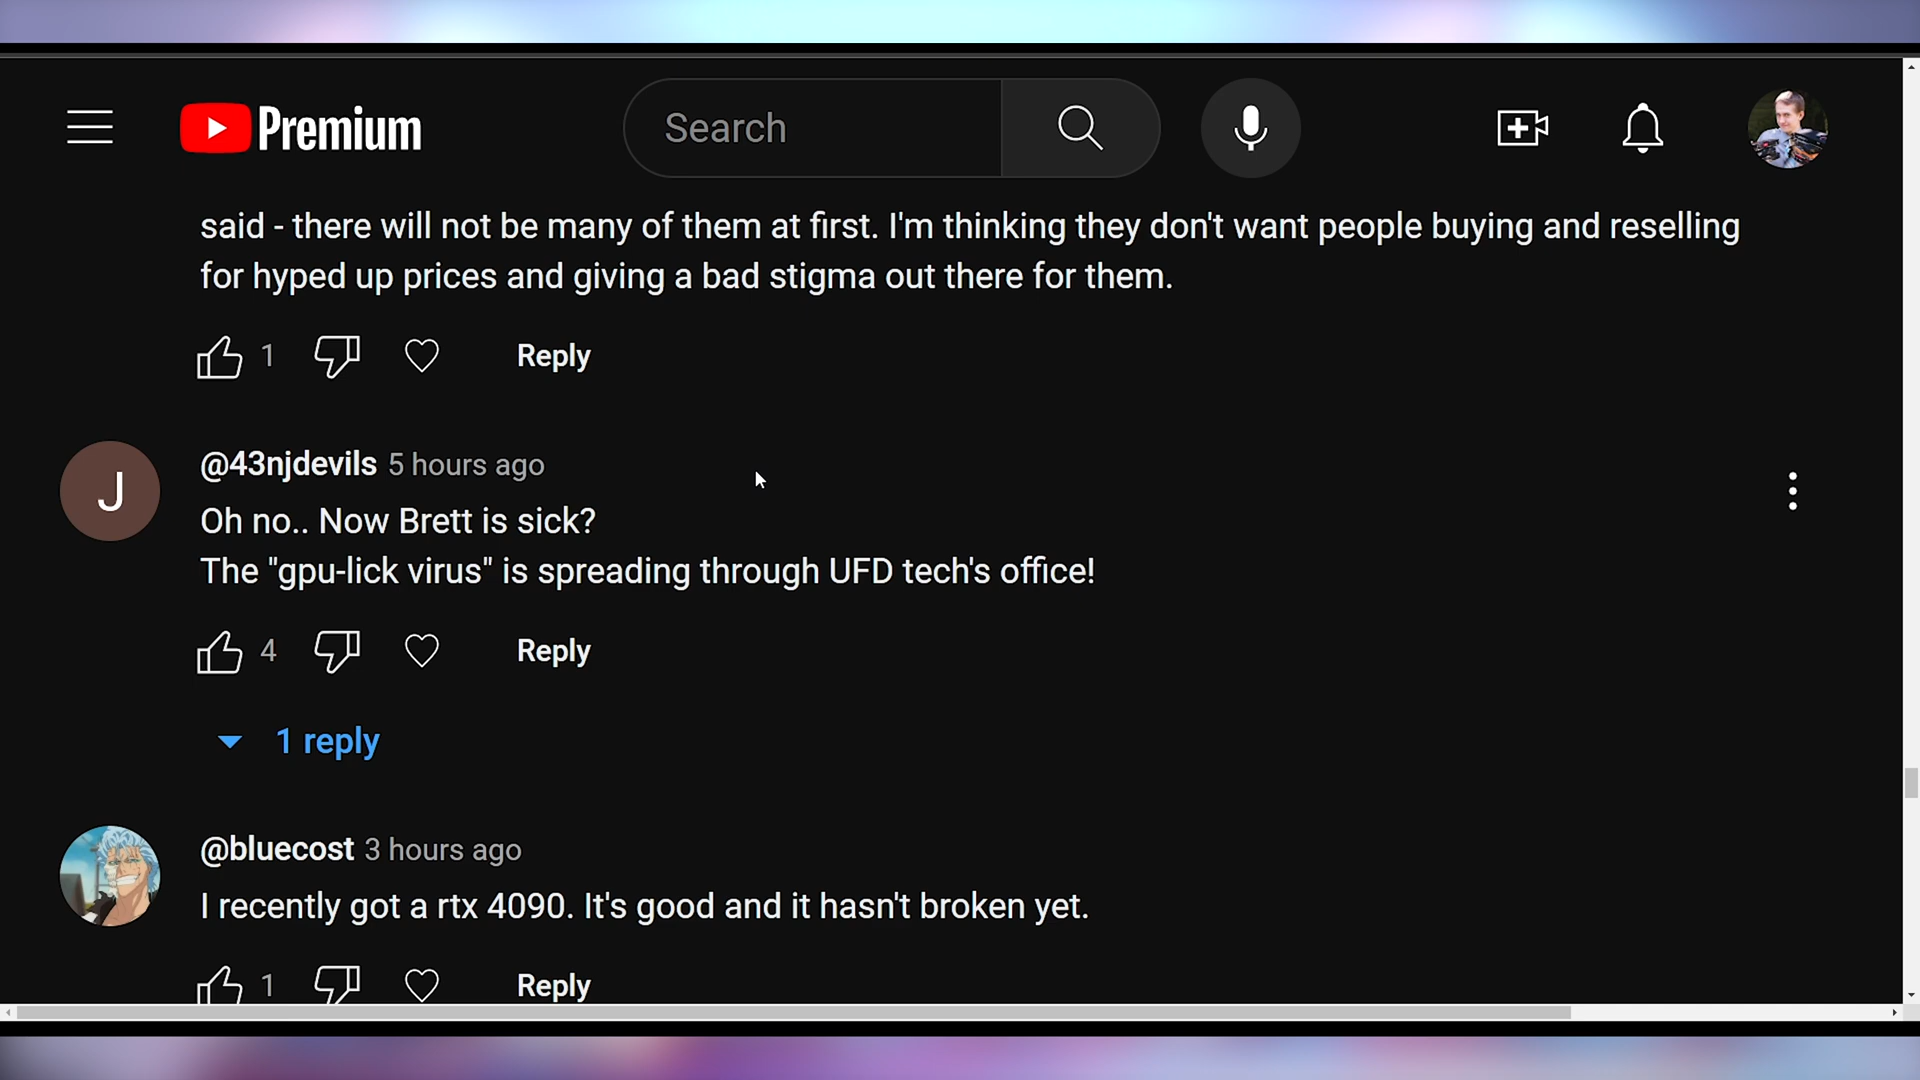 Premium
Search
said - there will not be many of them at first. I'm thinking they don't want people buying and reselling
for hyped up prices and giving a bad stigma out there for them.
1
Reply
J
@43njdevils 5 hours ago
Oh no.. Now Brett is sick?
The "gpu-lick virus" is spreading through UFD tech's office!
4
Reply
1 reply
@bluecost 3 hours ago
I recently got a rtx 4090. It's good and it hasn't broken yet.
1
Reply